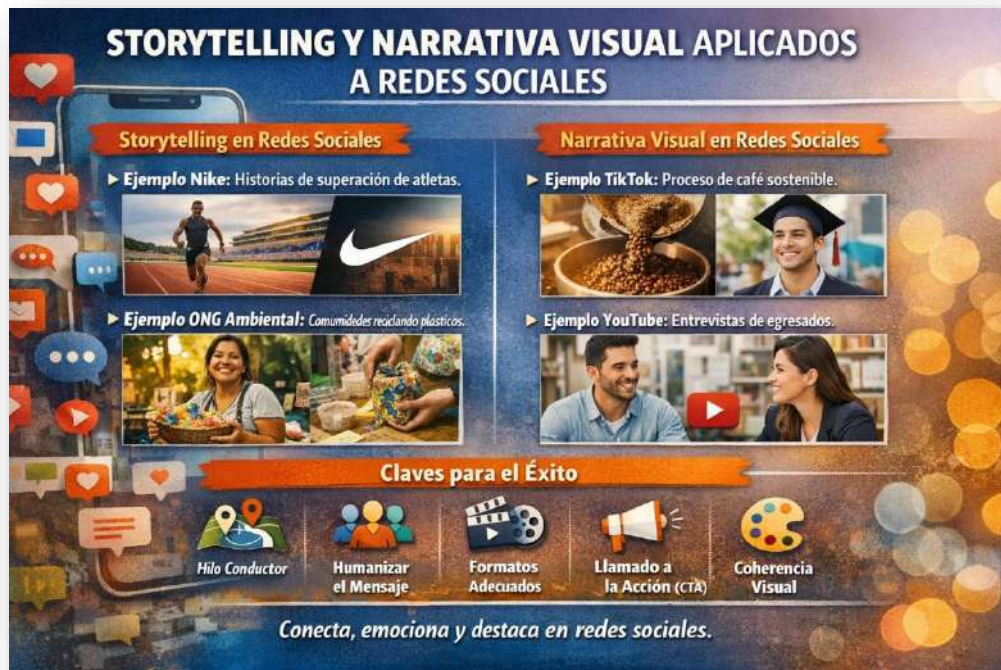 STORYTELLING Y NARRATIVA VISUAL APLICADOS
A REDES SOCIALES
Storytelling en Redes Sociales
▶ Ejemplo Nike: Historias de superación de atletas.
▶ Ejemplo ONG Ambiental: Comunidades reciclando plasticos.
Narrativa Visual en Redes Sociales
▶ Ejemplo TikTok: Proceso de café sostenible.
▶ Ejemplo YouTube: Entrevistas de egresados.
Claves para el Éxito
Hilo Conductor
Humanizar
el Mensaje
Formatos
Adecuados
Llamado a
la Acción (CTA)
Coherencia
Visual
Conecta, emociona y destaca en redes sociales.